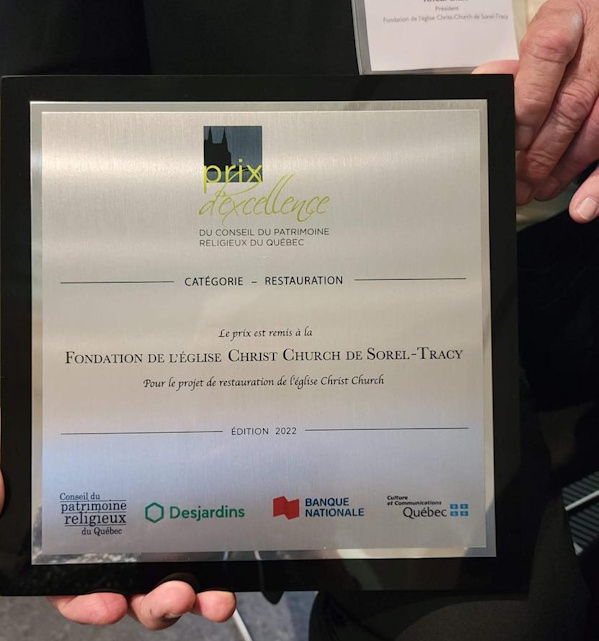 Président
Fondation de l'église Christ Church de Sorel-Tracy
prix
d'excellence
DU CONSEIL DU PATRIMOINE
RELIGIEUX DU QUÉBEC
CATÉGORIE – RESTAURATION
Le prix est remis à la
FONDATION DE L'ÉGLISE CHRIST CHURCH DE SOREL-TRACY
Pour le projet de restauration de l'église Christ Church
ÉDITION 2022
Conseil du
patrimoine
religieux
du Québec
Desjardins
BANQUE
NATIONALE
Culture
et Communications
Québec